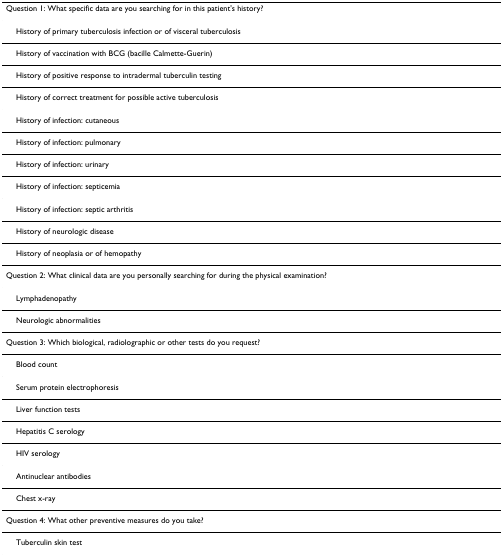 Question 1: What specific data are you searching for in this patient's history?
History of primary tuberculosis infection or of visceral tuberculosis
History of vaccination with BCG (bacille Calmette-Guerin)
History of positive response to intradermal tuberculin testing
History of correct treatment for possible active tuberculosis
History of infection: cutaneous
History of infection: pulmonary
History of infection: urinary
History of infection: septicemia
History of infection: septic arthritis
History of neurologic disease
History of neoplasia or of hemopathy
Question 2: What clinical data are you personally searching for during the physical examination?
Lymphadenopathy
Neurologic abnormalities
Question 3: Which biological, radiolographic or other tests do you request?
Blood count
Serum protein electrophoresis
Liver function tests
Hepatitis C serology
HIV serology
Antinuclear antibodies
Chest x-ray
Question 4: What other preventive measures do you take?
Tuberculin skin test